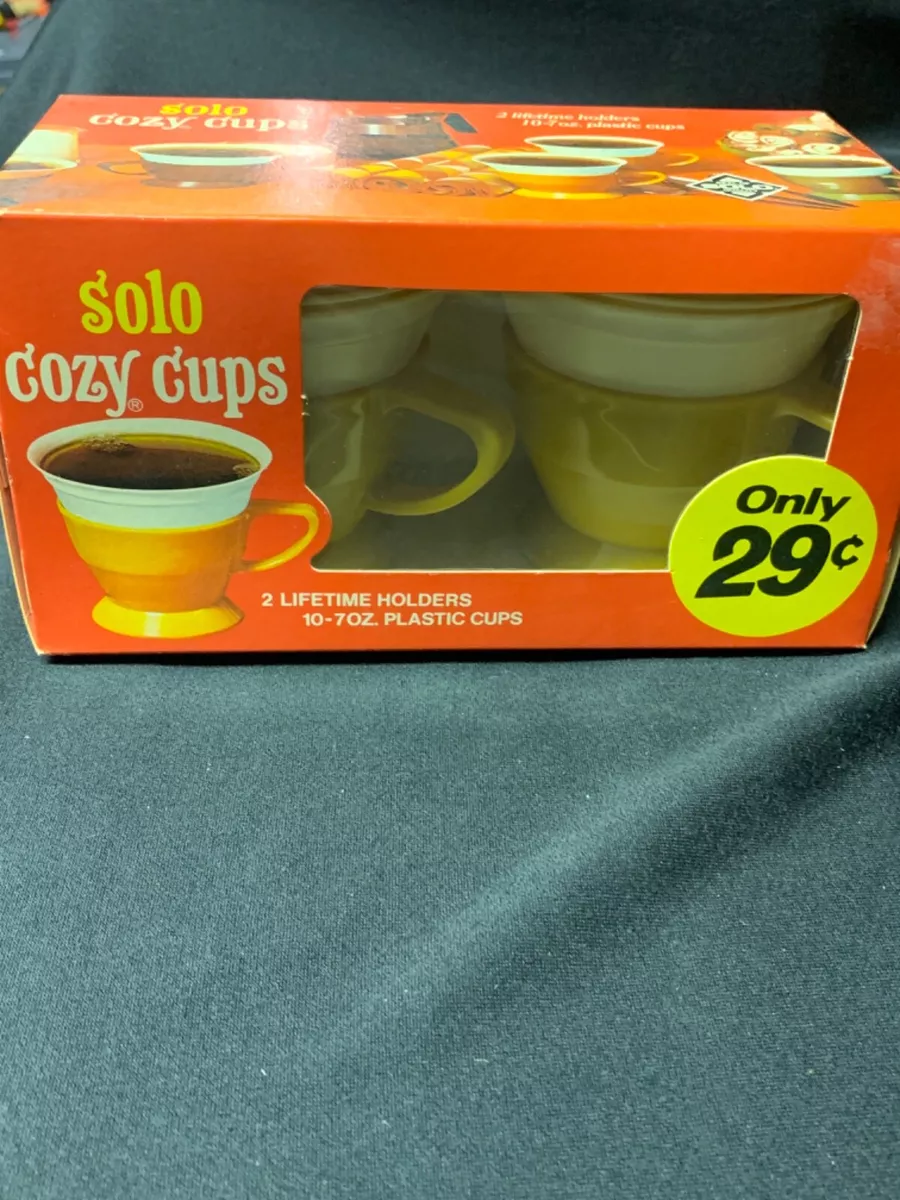 solo
cozy cups
2 lifetime holders
10-7oz. plastic cups
solo
cozy® cups
2 LIFETIME HOLDERS
10-7OZ. PLASTIC CUPS
Only
29¢